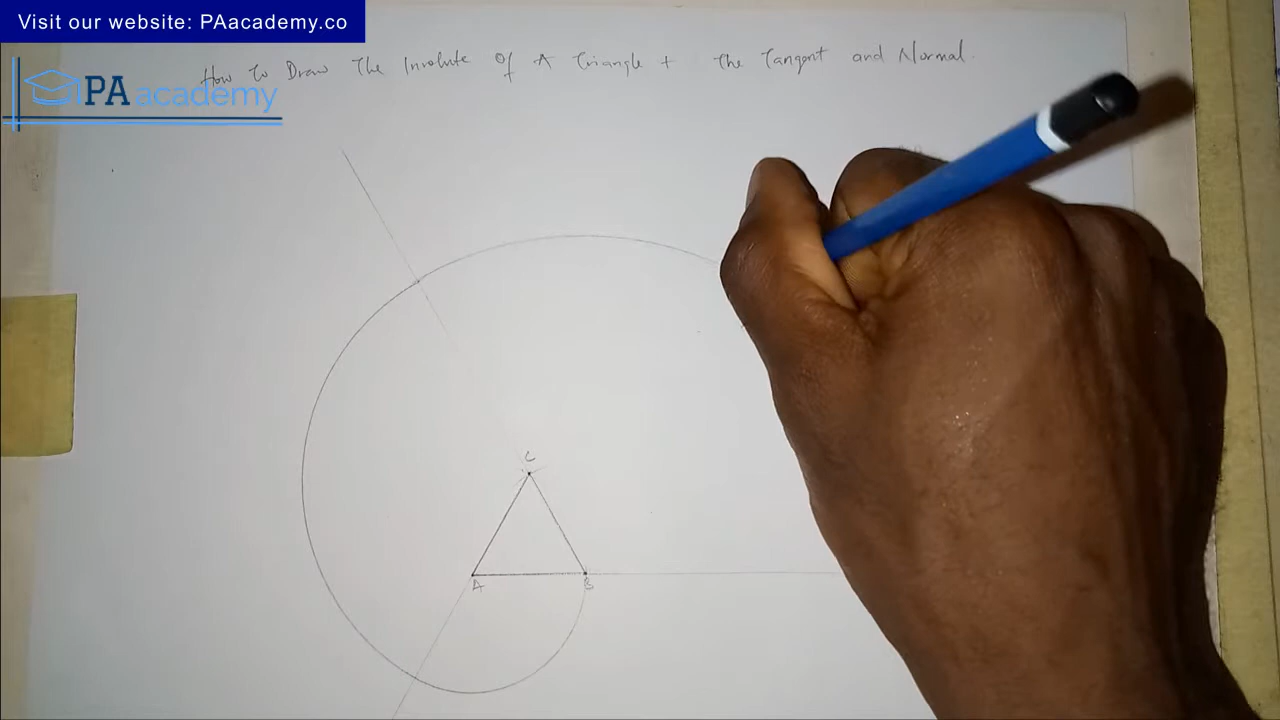 Visit our website: PAacademy.co
How To Draw The Involute Of A Triangle + The Tangent and Normal.
PA academy
C
A
B